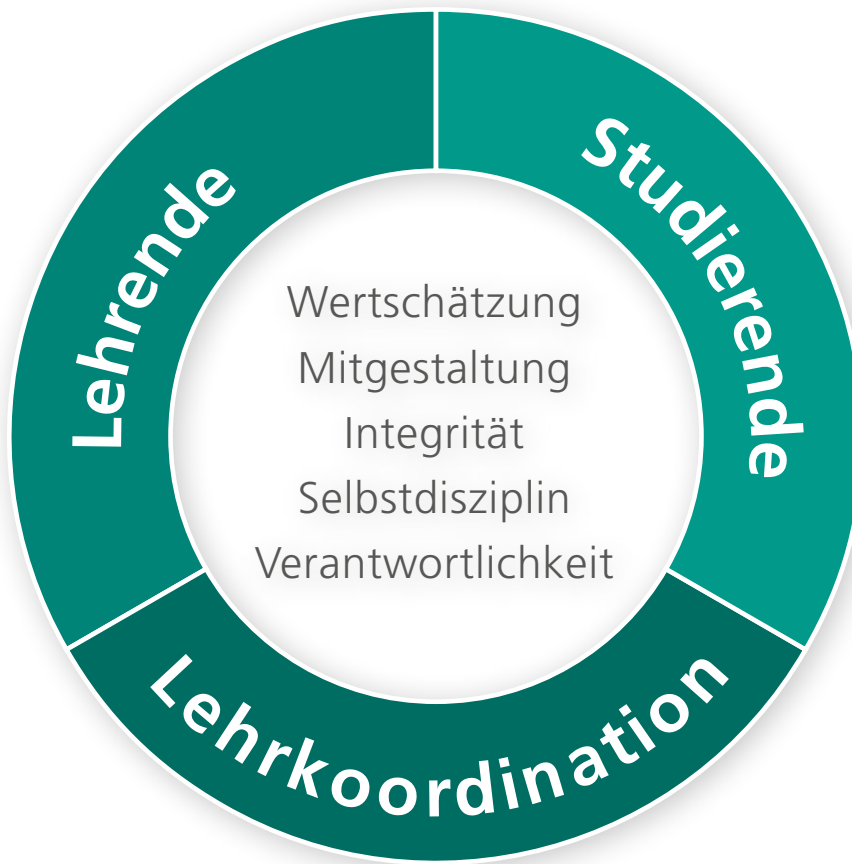 Lehrende
Studierende
Wertschätzung
Mitgestaltung
Integrität
Selbstdisziplin
Verantwortlichkeit
Lehrkoordination